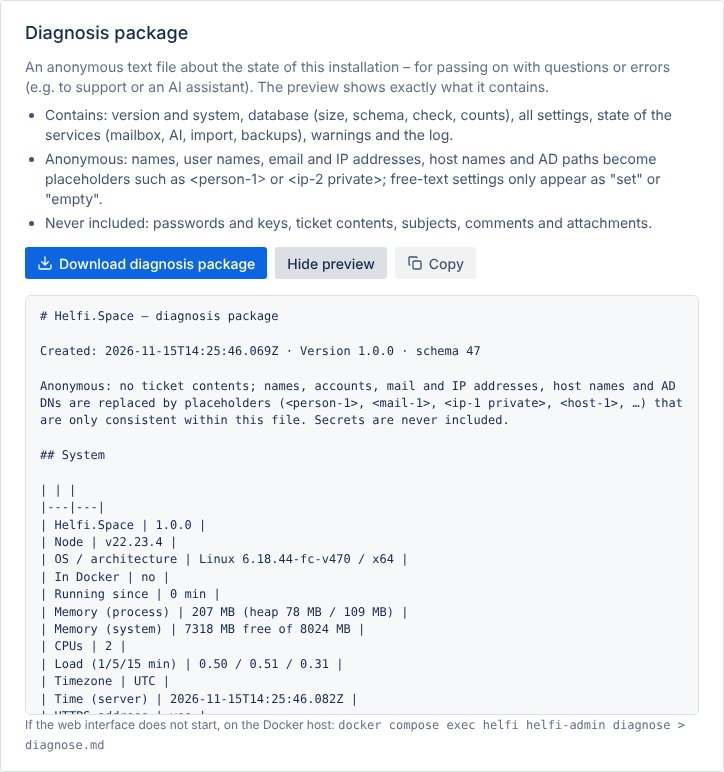 Diagnosis package
An anonymous text file about the state of this installation – for passing on with questions or errors
(e.g. to support or an AI assistant). The preview shows exactly what it contains.
• Contains: version and system, database (size, schema, check, counts), all settings, state of the
services (mailbox, AI, import, backups), warnings and the log.
• Anonymous: names, user names, email and IP addresses, host names and AD paths become
placeholders such as <person-1> or <ip-2 private>; free-text settings only appear as "set" or
"empty".
• Never included: passwords and keys, ticket contents, subjects, comments and attachments.
Download diagnosis package Hide preview Copy
# Helfi.Space — diagnosis package
Created: 2026-11-15T14:25:46.069Z · Version 1.0.0 · schema 47
Anonymous: no ticket contents; names, accounts, mail and IP addresses, host names and AD
DNs are replaced by placeholders (<person-1>, <mail-1>, <ip-1 private>, <host-1>, …) that
are only consistent within this file. Secrets are never included.
## System
| | |
|---|---|
| Helfi.Space | 1.0.0 |
| Node | v22.23.4 |
| OS / architecture | Linux 6.18.44-fc-v470 / x64 |
| In Docker | no |
| Running since | 0 min |
| Memory (process) | 207 MB (heap 78 MB / 109 MB) |
| Memory (system) | 7318 MB free of 8024 MB |
| CPUs | 2 |
| Load (1/5/15 min) | 0.50 / 0.51 / 0.31 |
| Timezone | UTC |
| Time (server) | 2026-11-15T14:25:46.082Z |
If the web interface does not start, on the Docker host: docker compose exec helfi helfi-admin diagnose >
diagnose.md